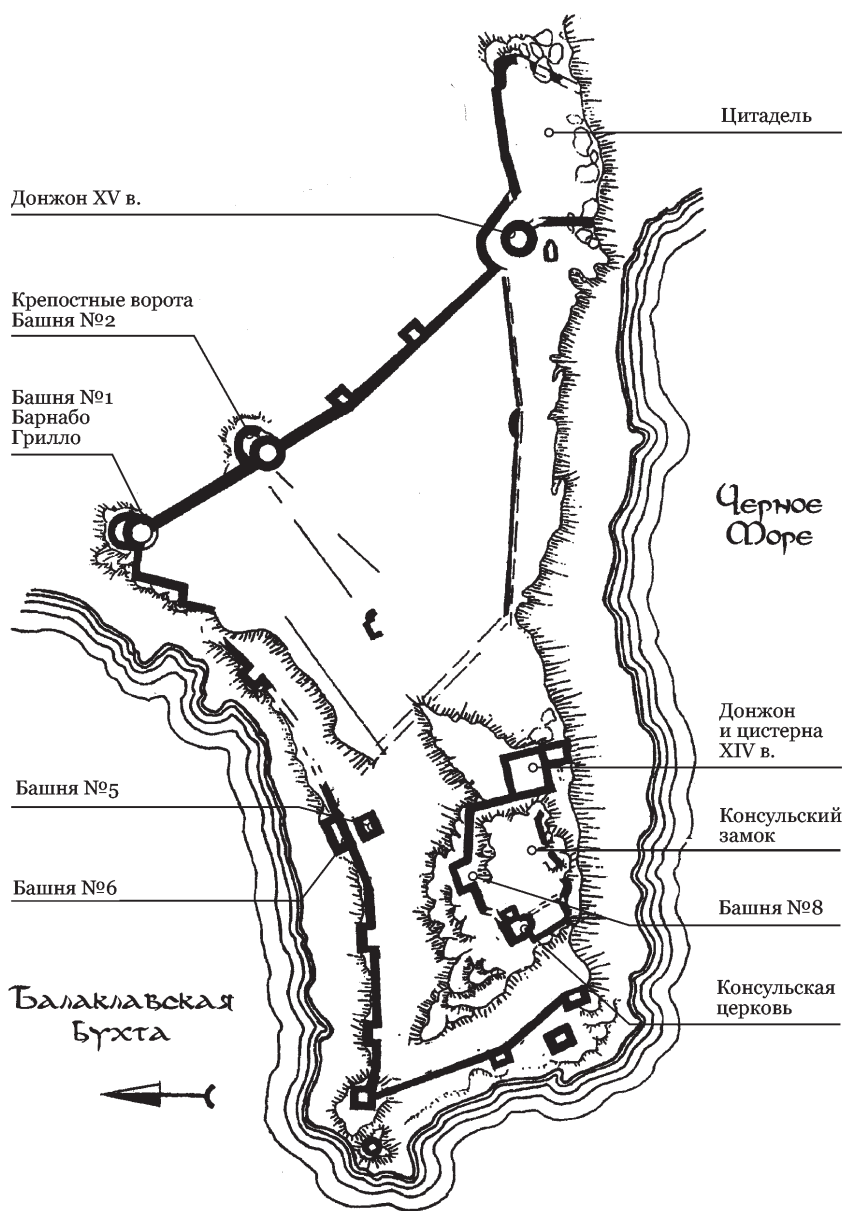 Цитадель
Донжон XV в.
Крепостные ворота
Башня №2
Башня №1
Барнабо
Грилло
Черное
Море
Донжон
и цистерна
XIV в.
Башня №5
Консульский
замок
Башня №6
Башня №8
Балаклавская
Бухта
Консульская
церковь